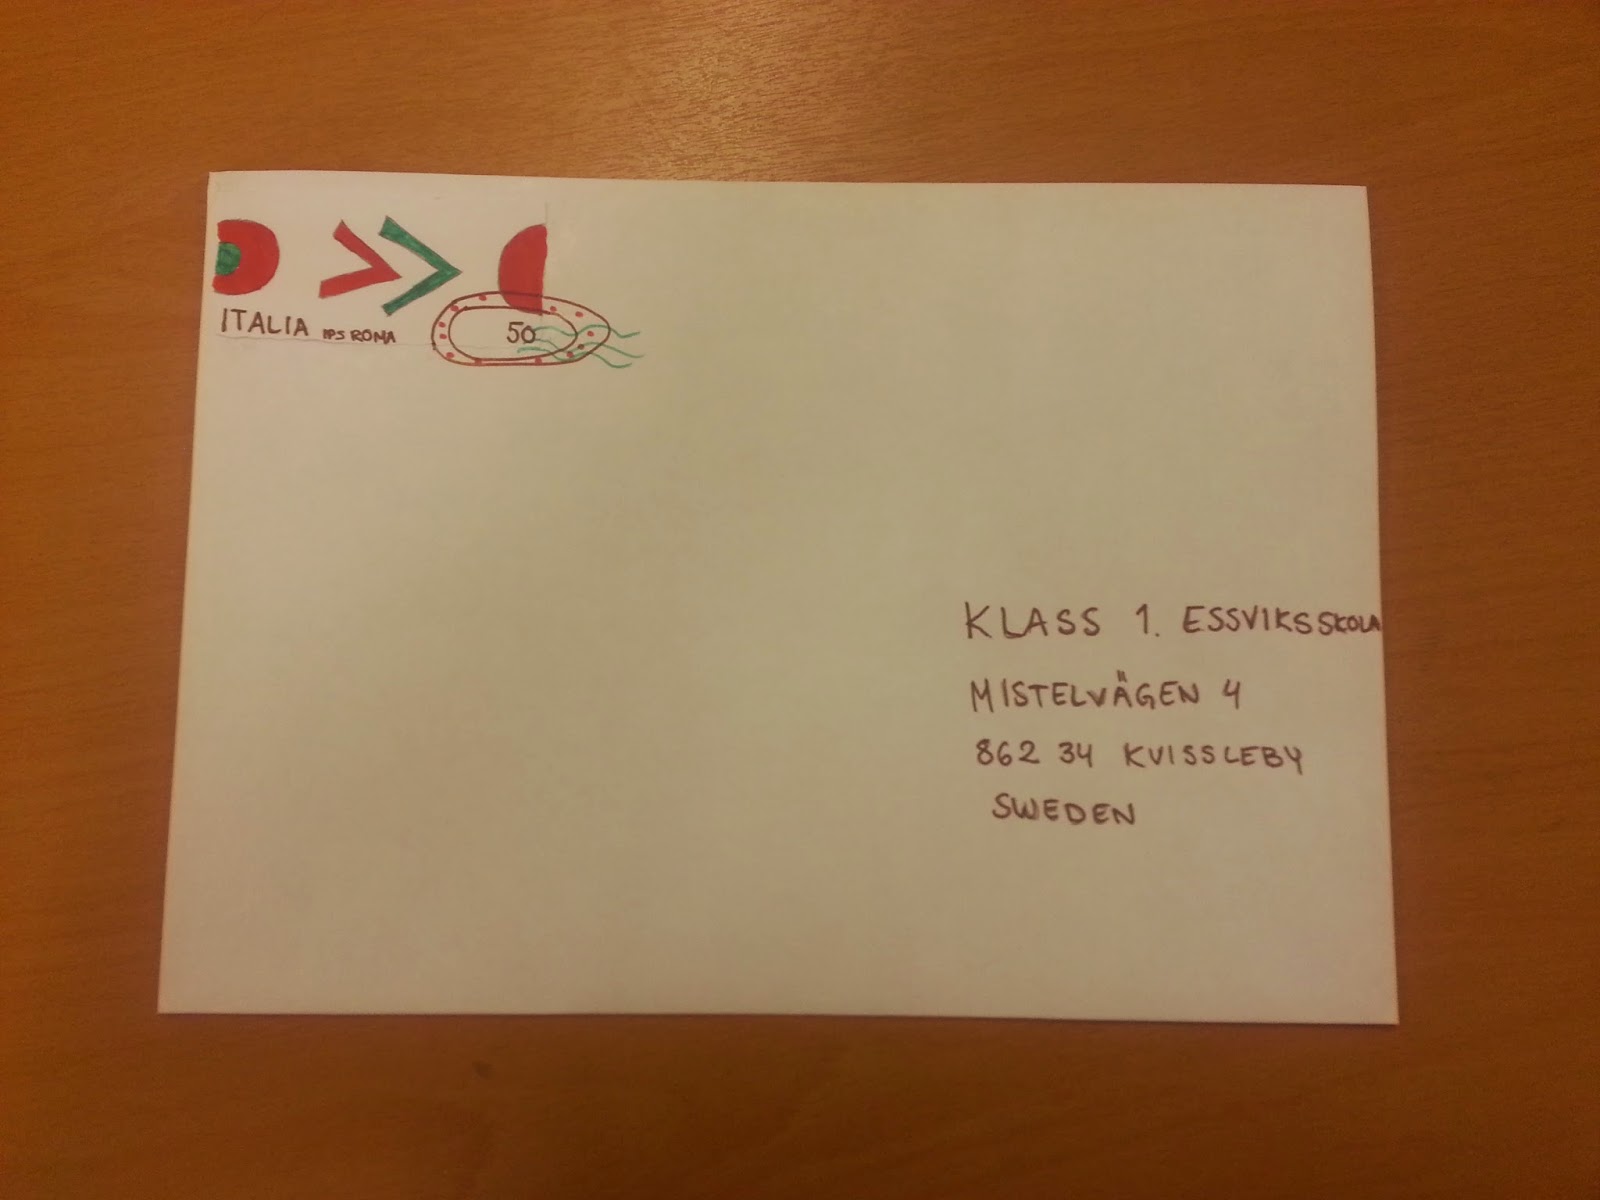 ITALIA IPS ROMA
50
KLASS 1. ESSVIKSSKOLA
MISTELVÄGEN 4
862 34 KVISSLEBY
SWEDEN